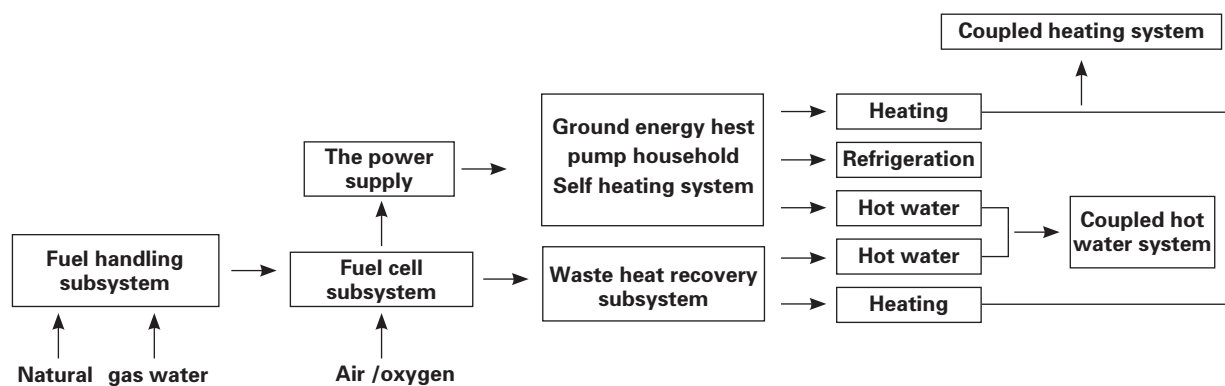 Coupled heating system
Ground energy hest
pump household
Self heating system
Heating
The power
supply
Refrigeration
Hot water
Coupled hot
water system
Fuel handling
subsystem
Fuel cell
subsystem
Waste heat recovery
subsystem
Hot water
Heating
Natural gas water
Air /oxygen